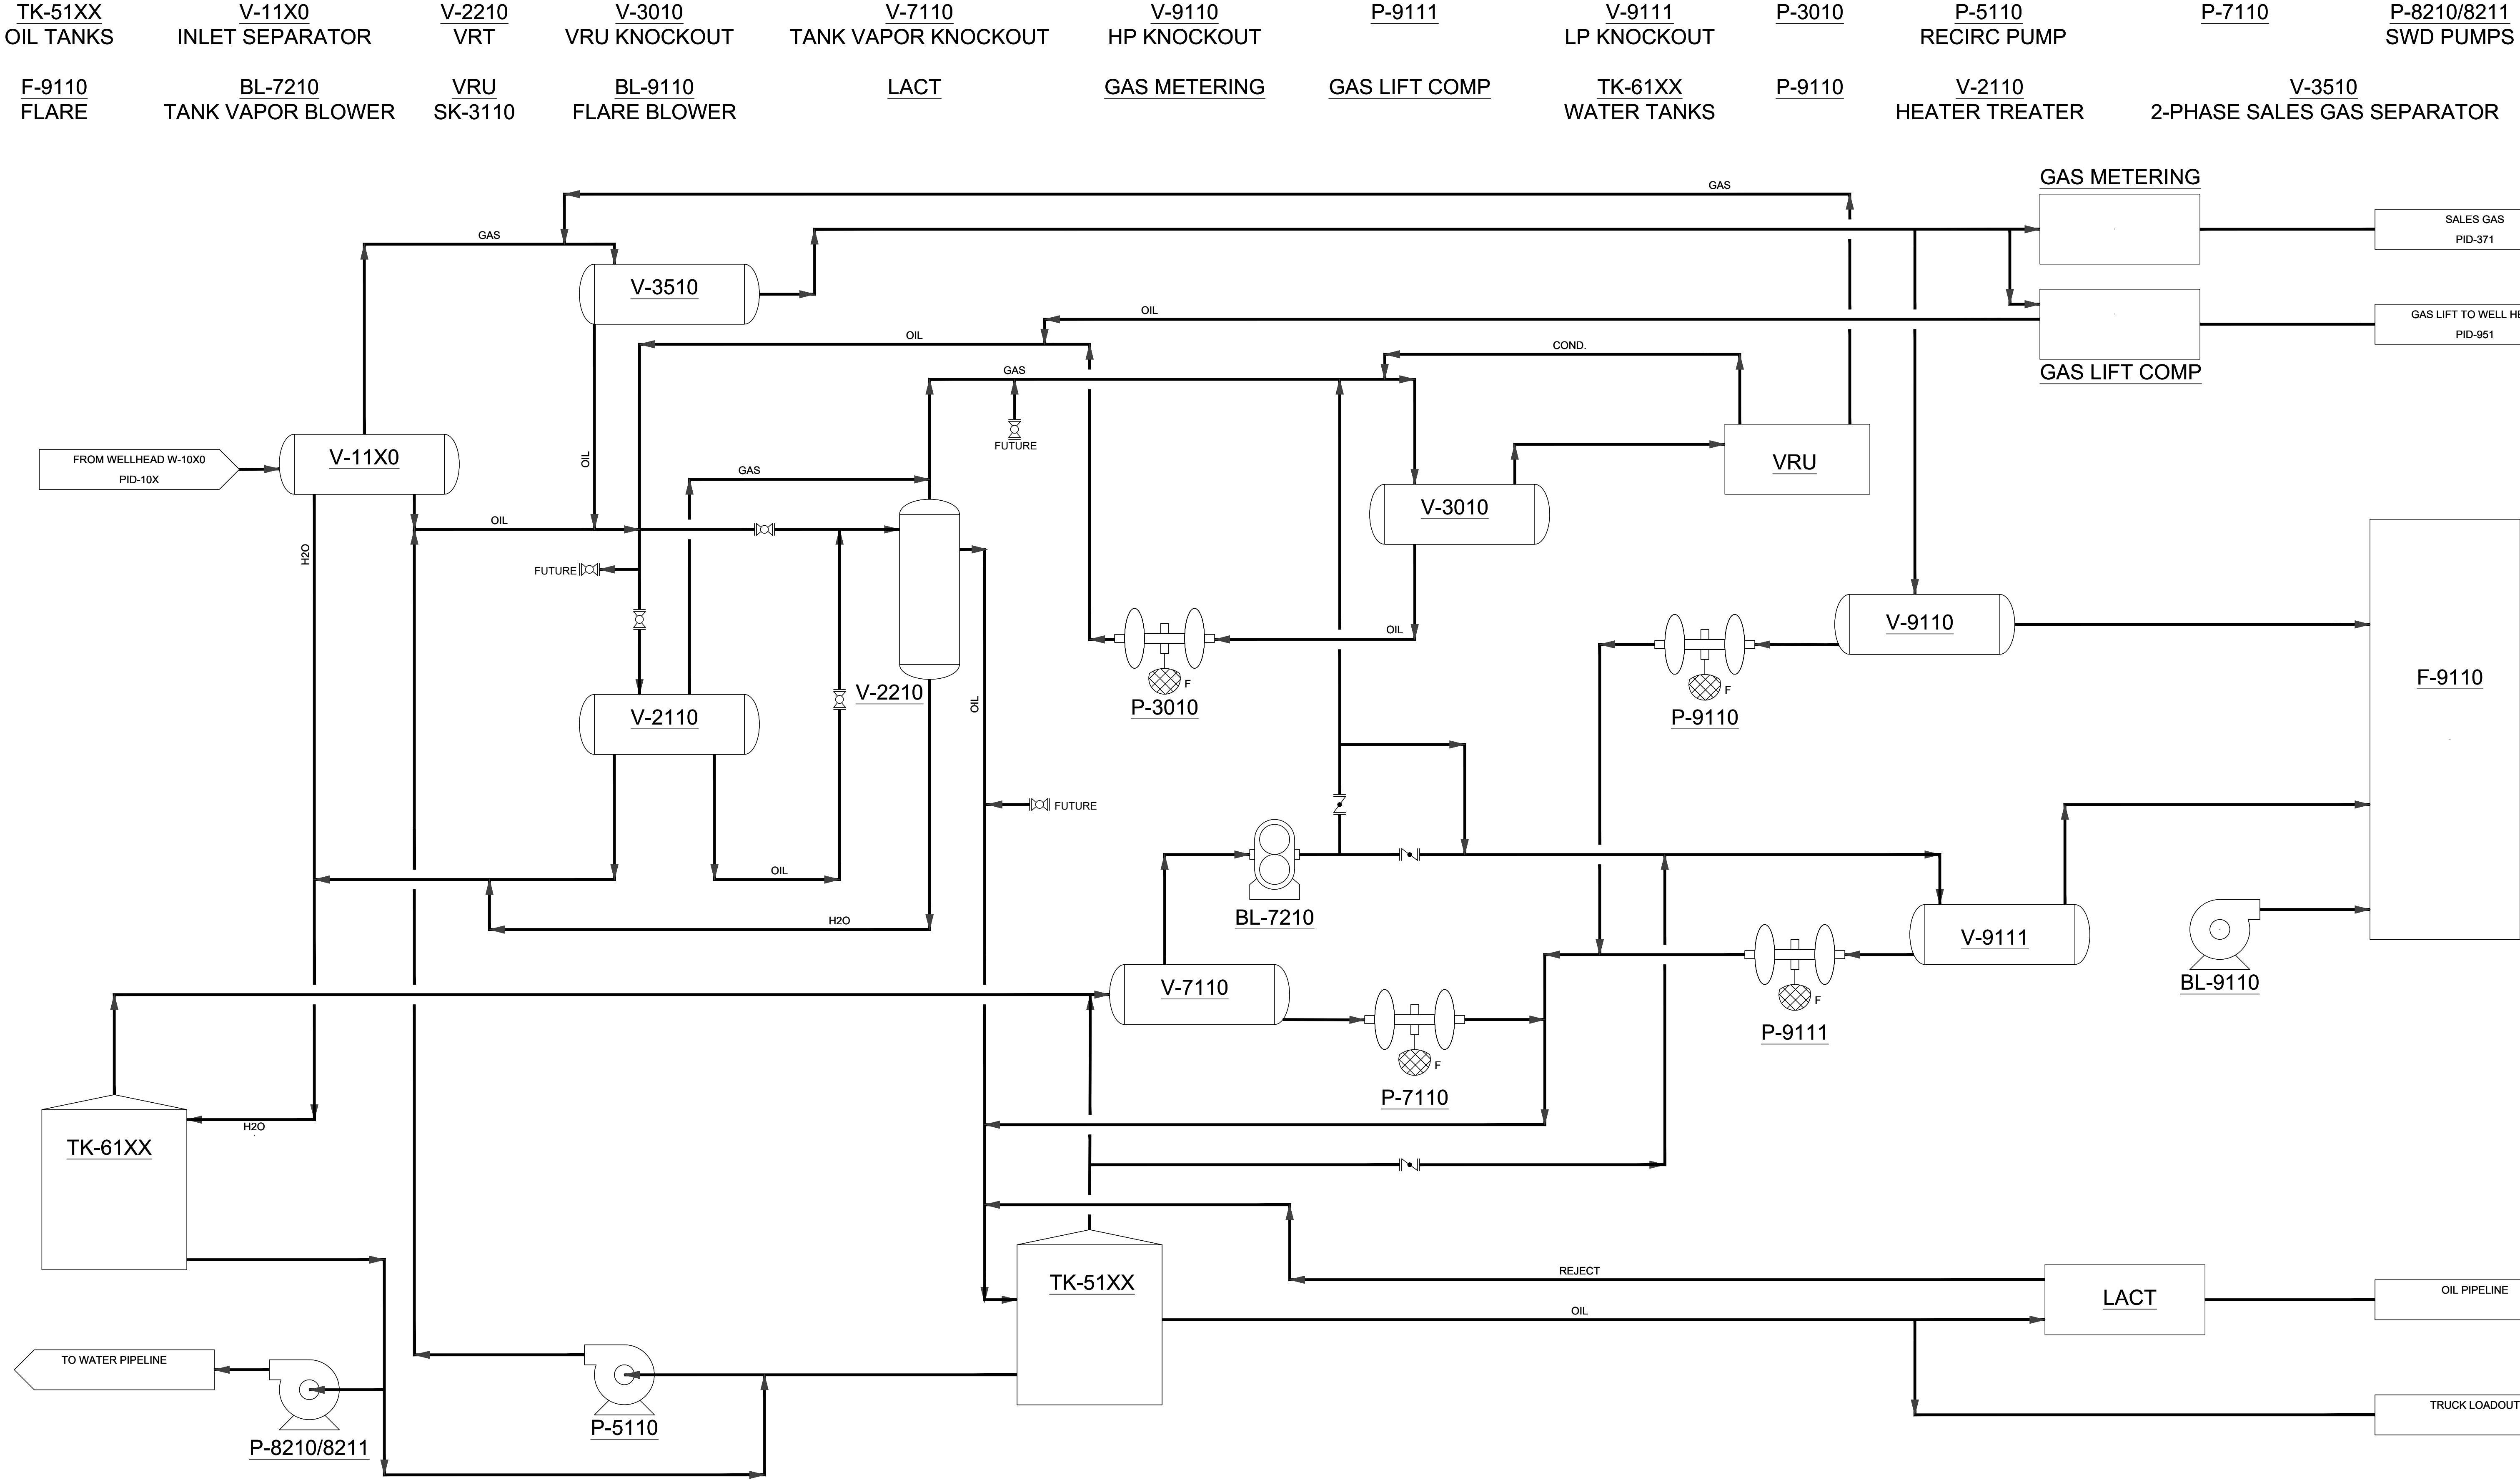 TK-51XX
OIL TANKS
V-11X0
INLET SEPARATOR
V-2210
VRT
V-3010
VRU KNOCKOUT
V-7110
TANK VAPOR KNOCKOUT
V-9110
HP KNOCKOUT
P-9111
V-9111
LP KNOCKOUT
P-3010
P-5110
RECIRC PUMP
P-7110
P-8210/8211
SWD PUMPS
F-9110
FLARE
BL-7210
TANK VAPOR BLOWER
VRU
SK-3110
BL-9110
FLARE BLOWER
LACT
GAS METERING
GAS LIFT COMP
TK-61XX
WATER TANKS
P-9110
V-2110
HEATER TREATER
V-3510
2-PHASE SALES GAS SEPARATOR
GAS METERING
GAS
SALES GAS
PID-371
GAS
V-3510
OIL
GAS LIFT TO WELL HE
PID-951
OIL
COND.
GAS
GAS LIFT COMP
FUTURE
V-11X0
FROM WELLHEAD W-10X0
PID-10X
OIL
GAS
VRU
V-3010
OIL
H2O
FUTURE
V-9110
OIL
F
P-3010
F
P-9110
F-9110
V-2210
V-2110
OIL
FUTURE
OIL
H2O
BL-7210
V-9111
BL-9110
V-7110
F
P-9111
F
P-7110
H2O
TK-61XX
TK-51XX
REJECT
LACT
OIL PIPELINE
OIL
TO WATER PIPELINE
P-5110
P-8210/8211
TRUCK LOADOUT